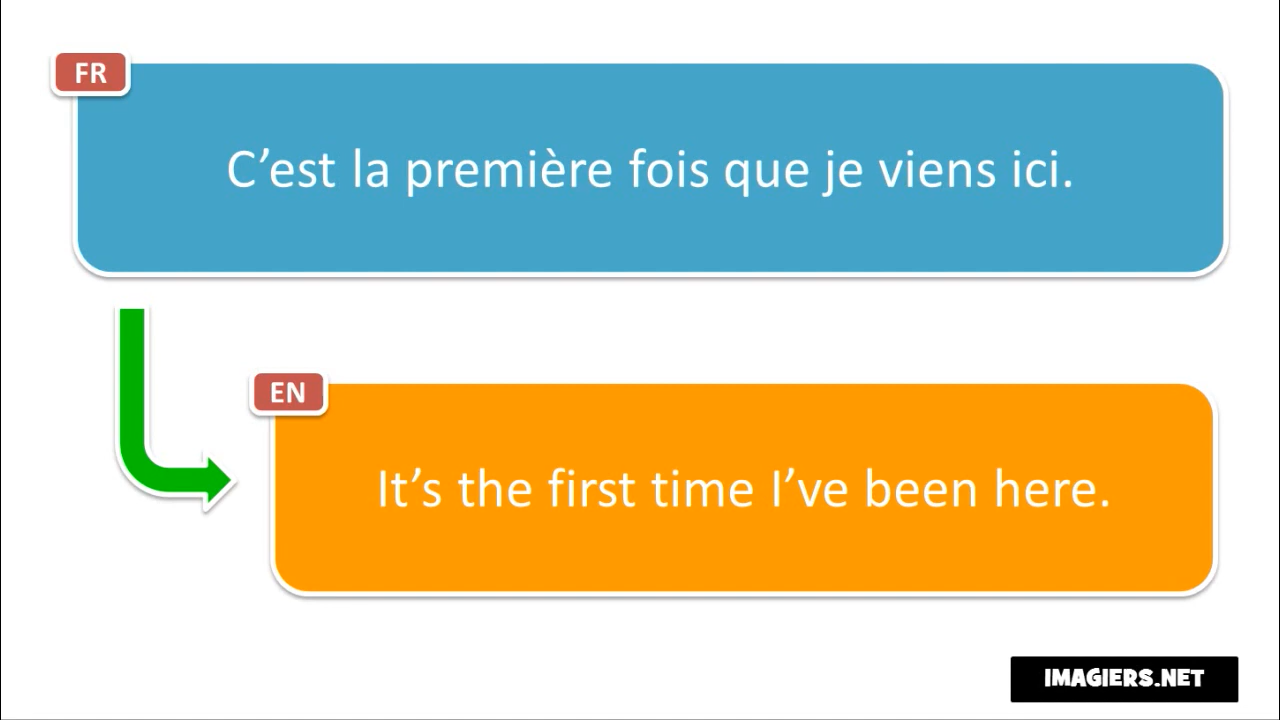 FR
C’est la première fois que je viens ici.
EN
It’s the first time I’ve been here.
IMAGIERS.NET